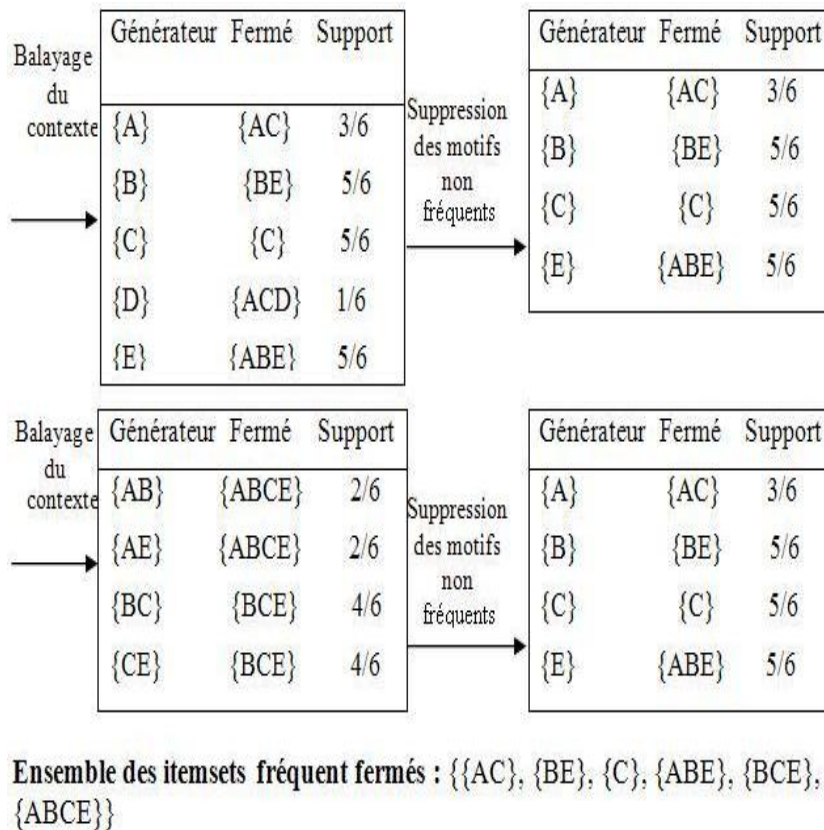 Balayage
du
contexte
Générateur Fermé Support
{A} {AC} 3/6
{B} {BE} 5/6
{C} {C} 5/6
{D} {ACD} 1/6
{E} {ABE} 5/6
Suppression
des motifs
non
fréquents
Générateur Fermé Support
{A} {AC} 3/6
{B} {BE} 5/6
{C} {C} 5/6
{E} {ABE} 5/6
Balayage
du
contexte
Générateur Fermé Support
{AB} {ABCE} 2/6
{AE} {ABCE} 2/6
{BC} {BCE} 4/6
{CE} {BCE} 4/6
Suppression
des motifs
non
fréquents
Générateur Fermé Support
{A} {AC} 3/6
{B} {BE} 5/6
{C} {C} 5/6
{E} {ABE} 5/6
Ensemble des itemsets fréquent fermés : {{AC}, {BE}, {C}, {ABE}, {BCE},
{ABCE}}